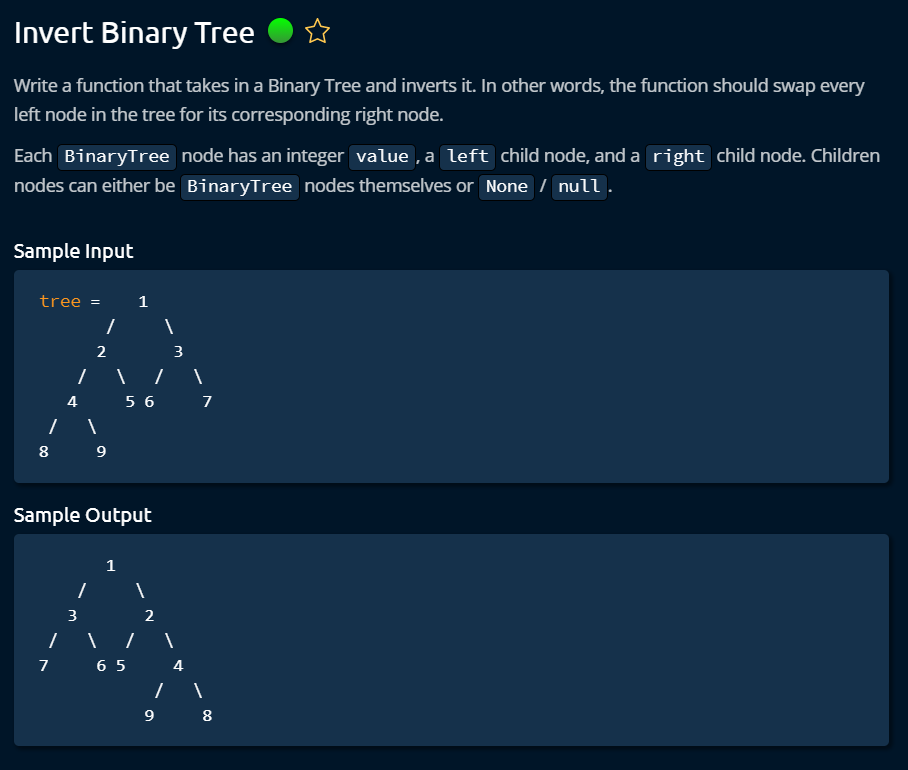 Invert Binary Tree
Write a function that takes in a Binary Tree and inverts it. In other words, the function should swap every
left node in the tree for its corresponding right node.
Each BinaryTree node has an integer value, a left child node, and a right child node. Children
nodes can either be BinaryTree nodes themselves or None / null.
Sample Input
tree =    1
       /     \
      2       3
    /   \   /   \
   4     5 6     7
 /   \
8     9
Sample Output
       1
    /     \
   3       2
 /   \   /   \
7     6 5     4
            /   \
           9     8